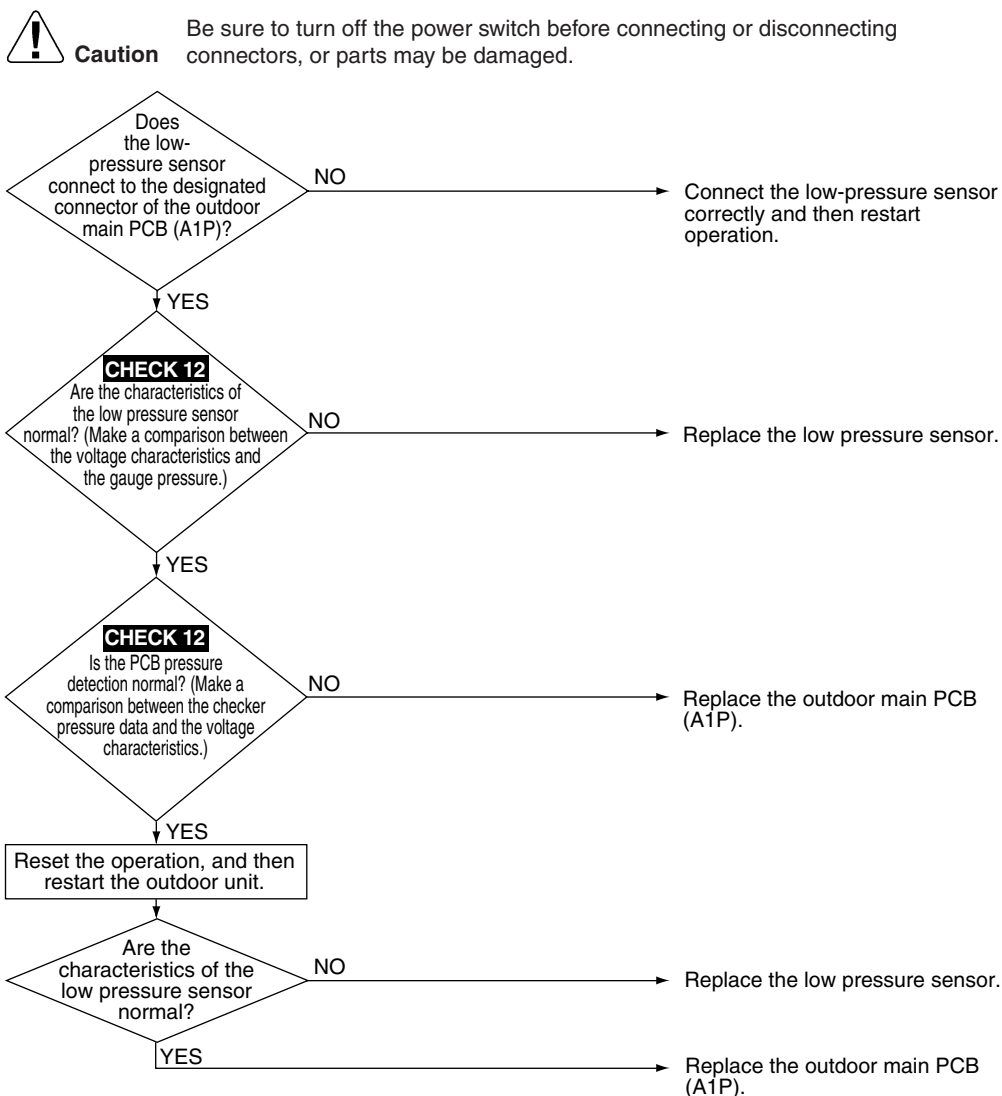 Caution
Be sure to turn off the power switch before connecting or disconnecting
connectors, or parts may be damaged.
Does
the low-
pressure sensor
connect to the designated
connector of the outdoor
main PCB (A1P)?
NO
Connect the low-pressure sensor
correctly and then restart
operation.
YES
CHECK 12
Are the characteristics of
the low pressure sensor
normal? (Make a comparison between
the voltage characteristics and
the gauge pressure.)
NO
Replace the low pressure sensor.
YES
CHECK 12
Is the PCB pressure
detection normal? (Make a
comparison between the checker
pressure data and the voltage
characteristics.)
NO
Replace the outdoor main PCB
(A1P).
YES
Reset the operation, and then
restart the outdoor unit.
Are the
characteristics of the
low pressure sensor
normal?
NO
Replace the low pressure sensor.
YES
Replace the outdoor main PCB
(A1P).